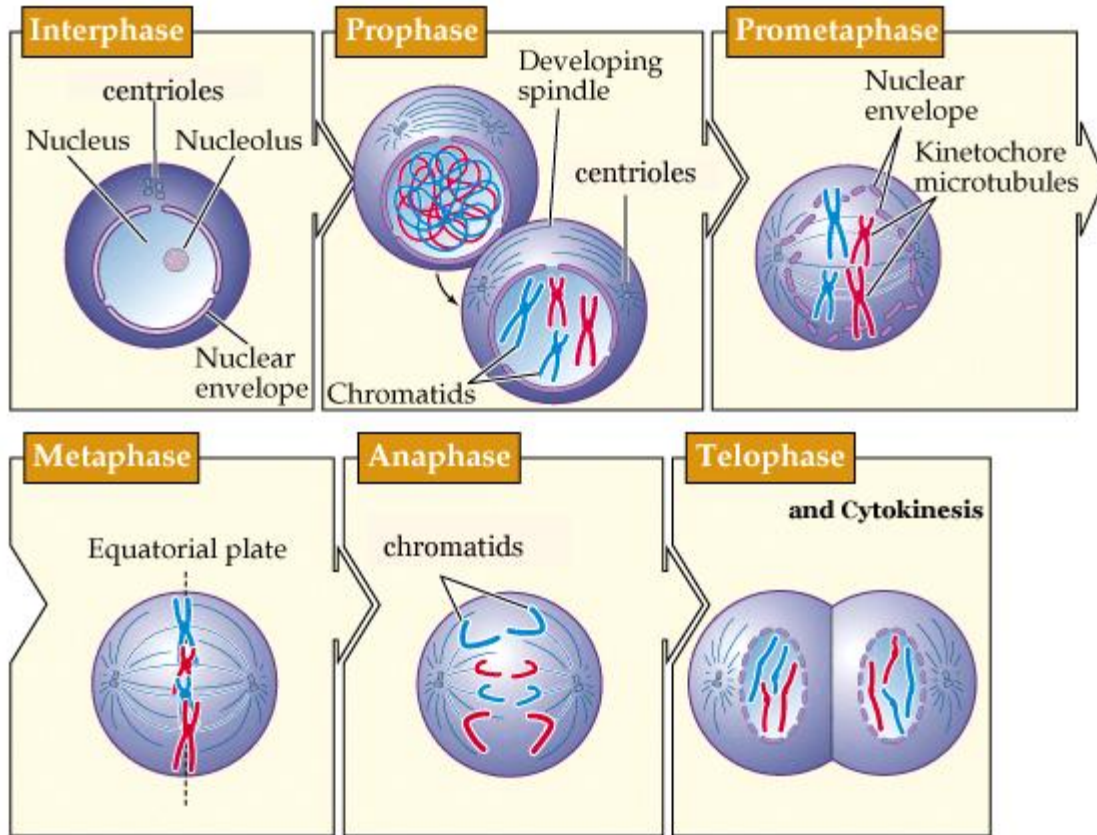 Interphase
centrioles
Nucleus
Nucleolus
Nuclear
envelope
Prophase
Developing
spindle
centrioles
Chromatids
Prometaphase
Nuclear
envelope
Kinetochore
microtubules
Metaphase
Equatorial plate
Anaphase
chromatids
Telophase
and Cytokinesis